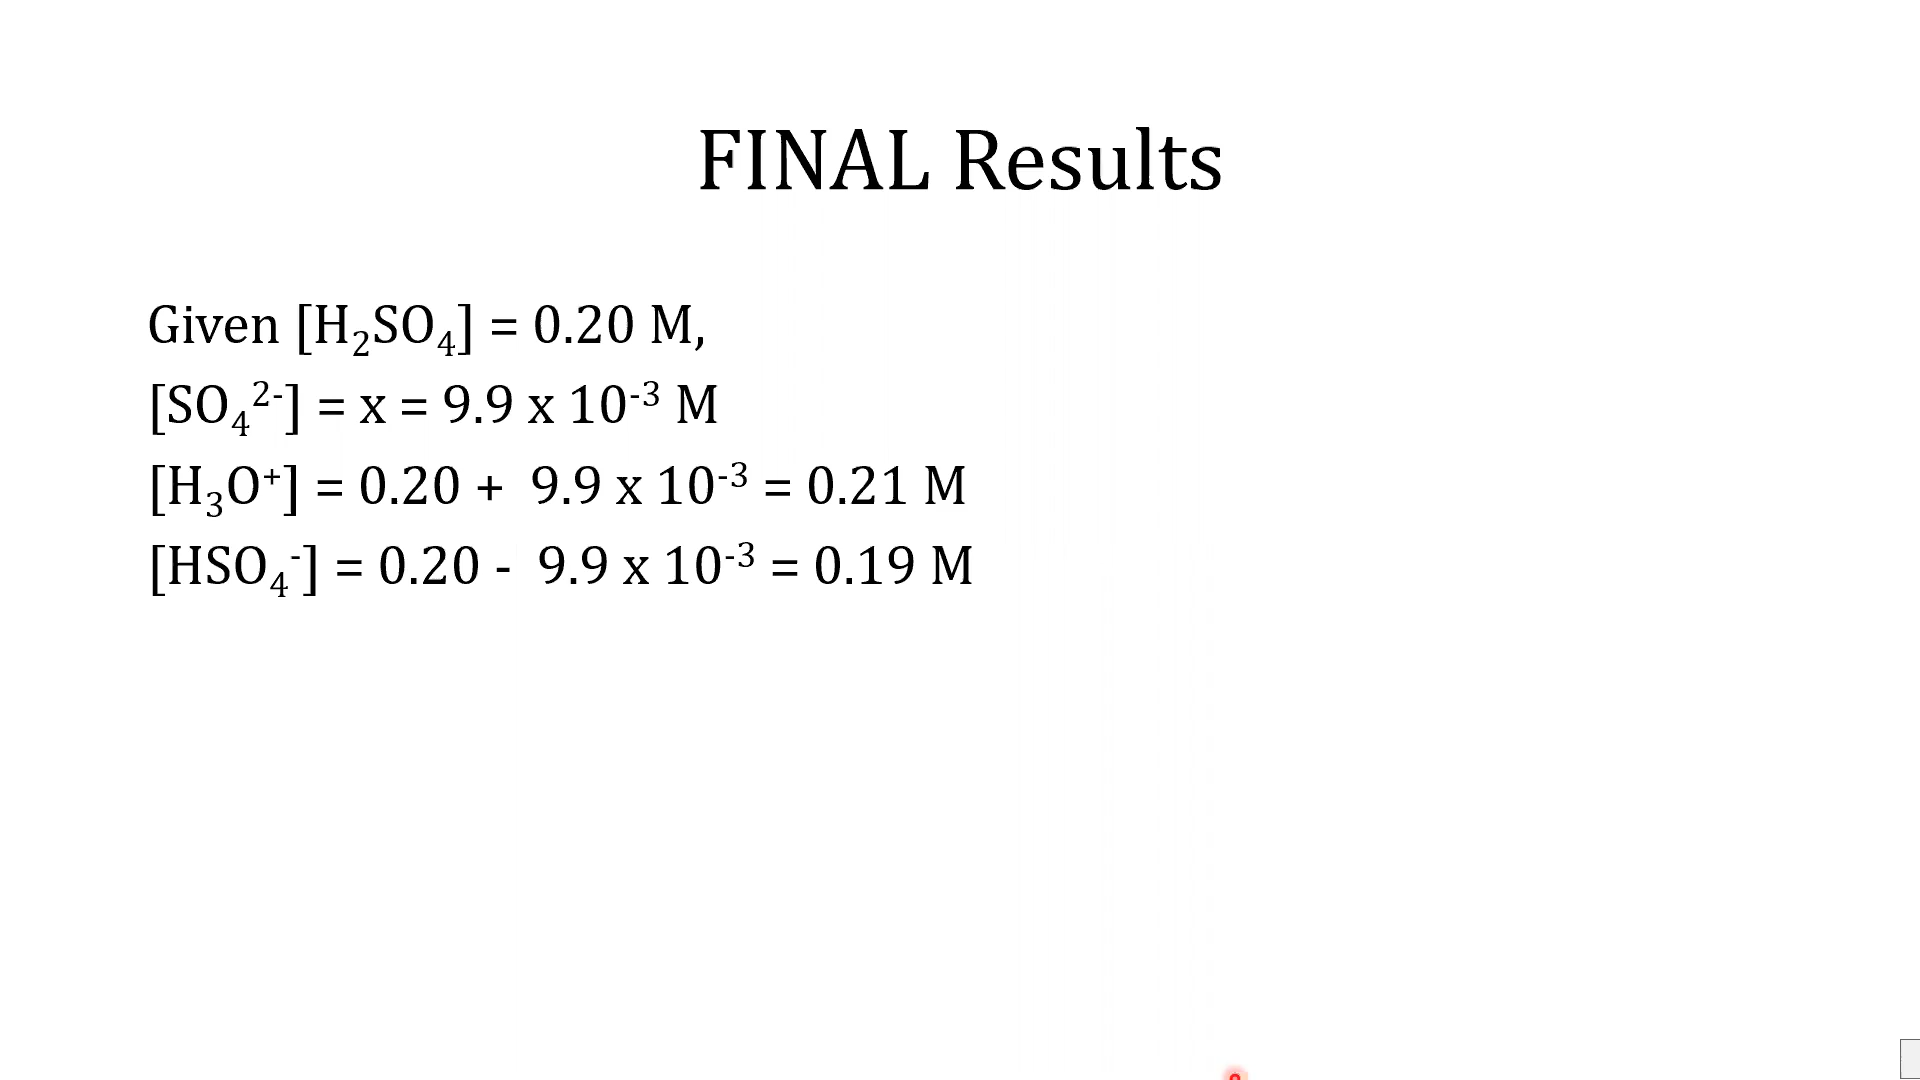 FINAL Results
Given [H₂SO₄] = 0.20 M,
[SO₄²⁻] = x = 9.9 x 10⁻³ M
[H₃O⁺] = 0.20 + 9.9 x 10⁻³ = 0.21 M
[HSO₄⁻] = 0.20 - 9.9 x 10⁻³ = 0.19 M